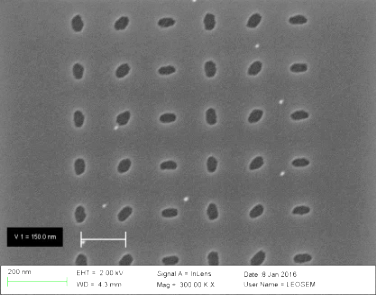 V 1 = 150.0 nm
200 nm
EHT = 2.00 kV
Signal A = InLens
Date :8 Jan 2016
WD = 4.3 mm
Mag = 300.00 K X
User Name = LEOSEM